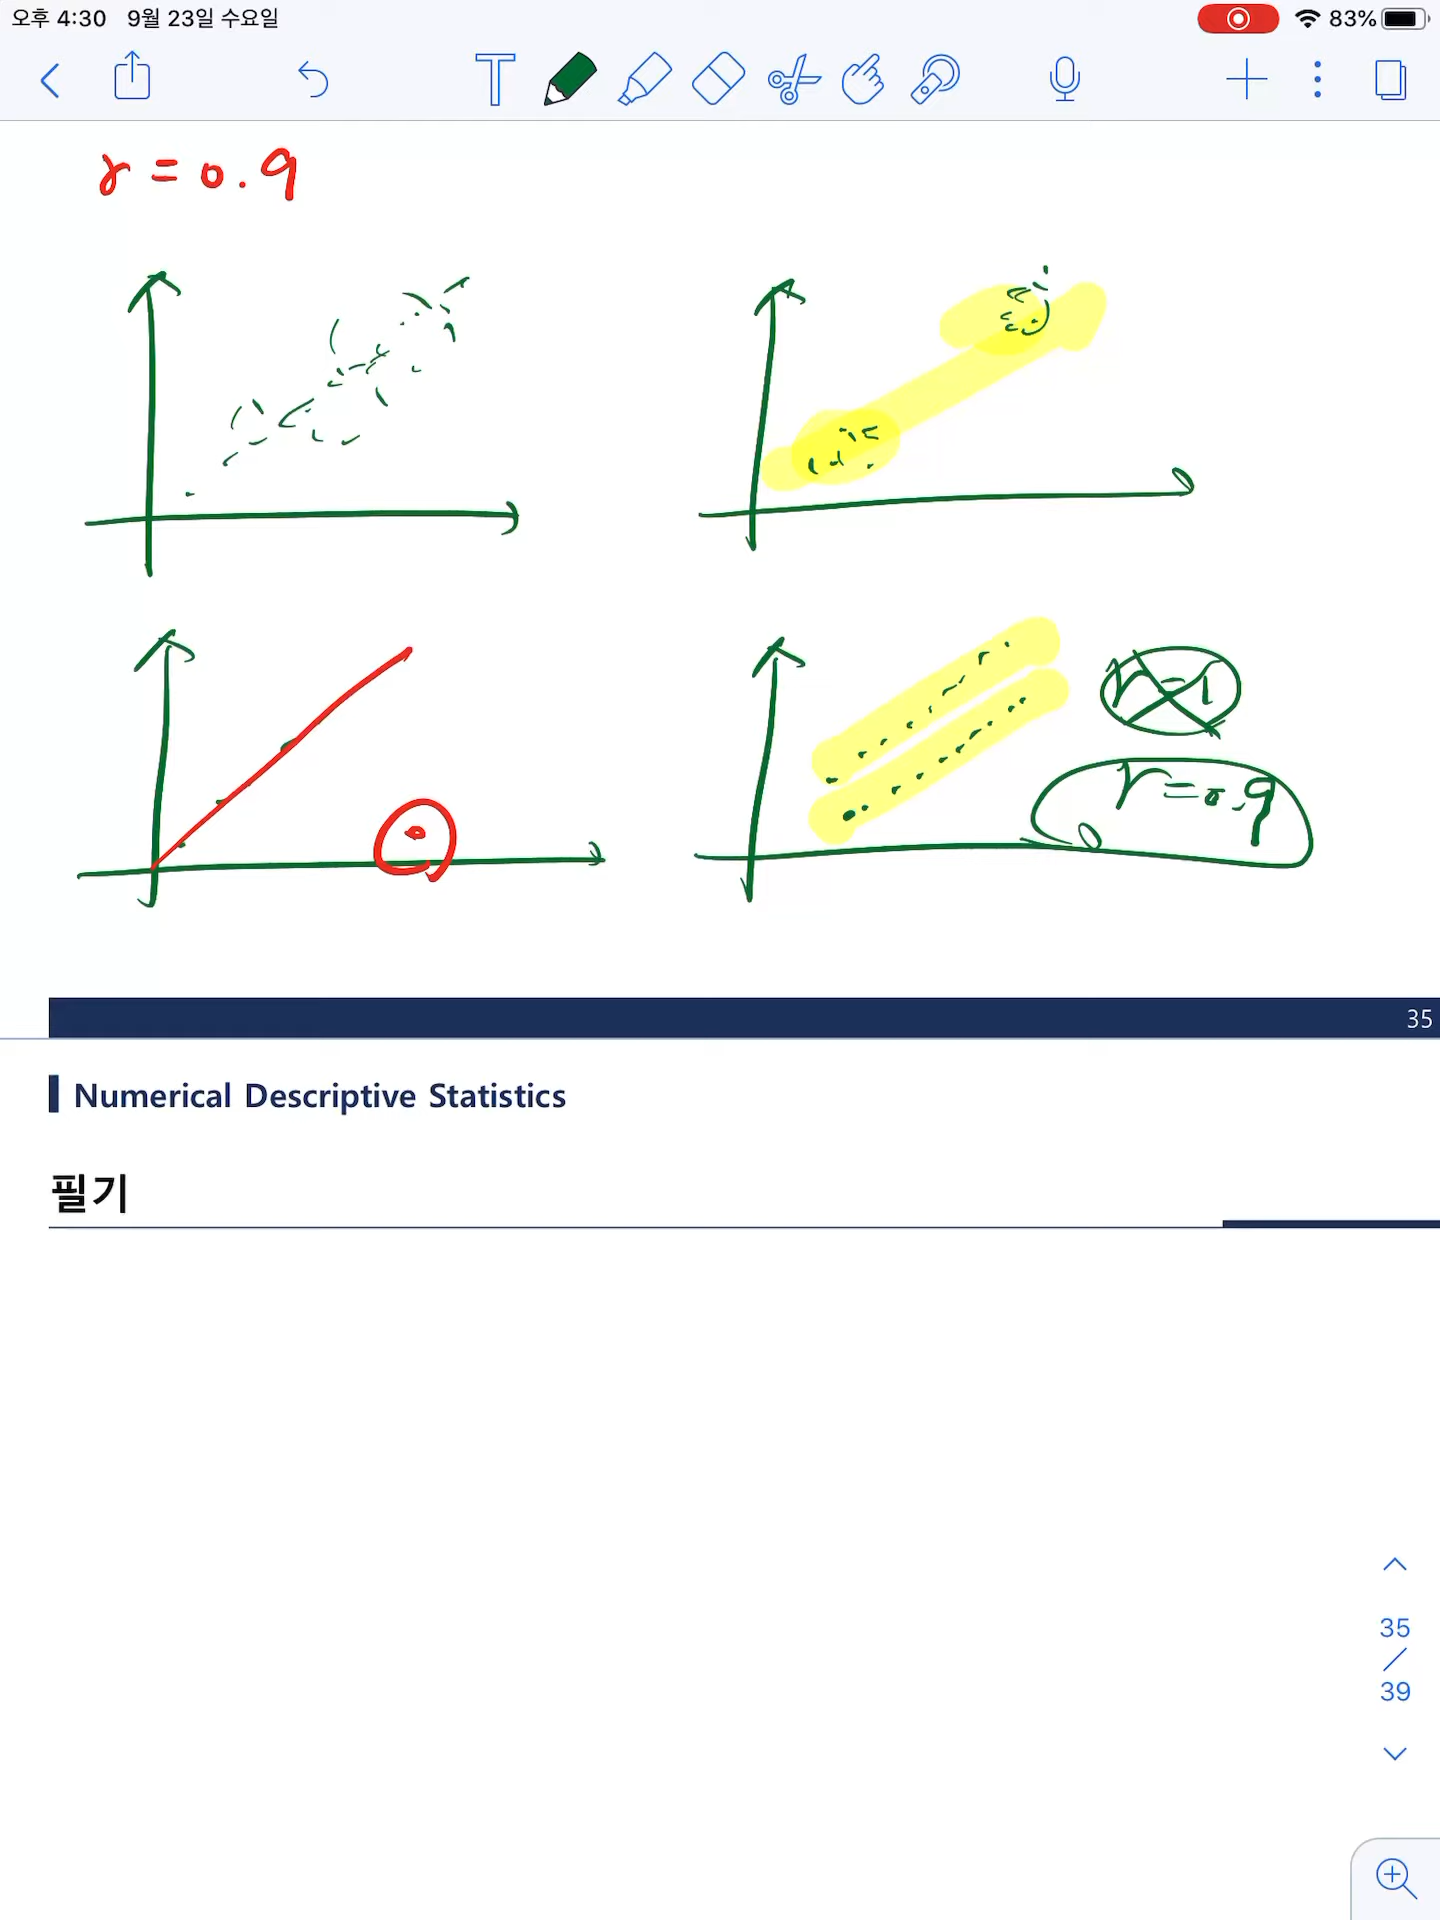 오후 4:30 9월 23일 수요일 83%
r = 0.9
r = 1
r = 0.9
35
Numerical Descriptive Statistics
필기
35
/
39